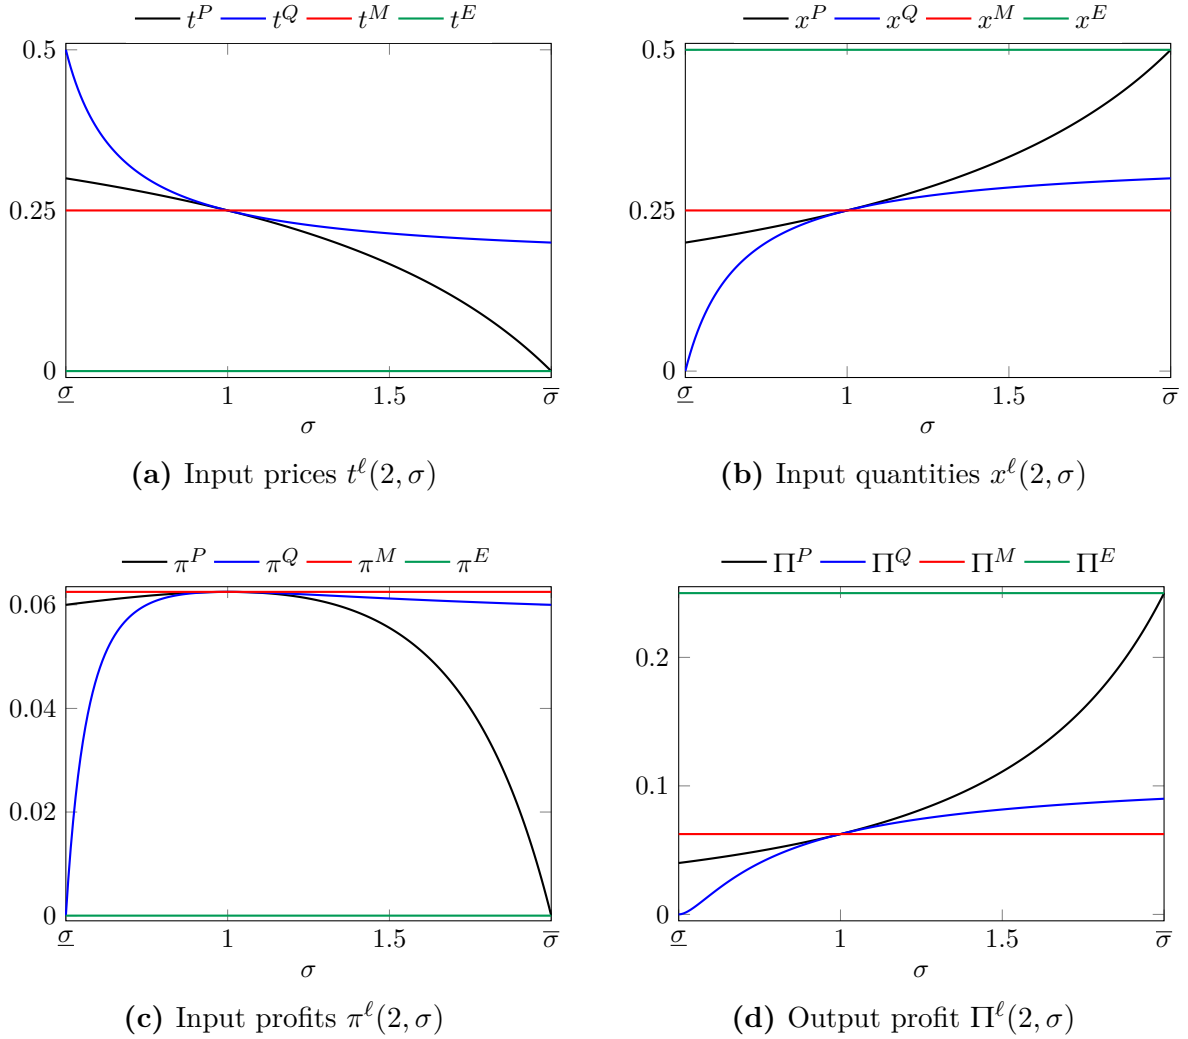 t^P t^Q t^M t^E
0.5
0.25
0
σ 1 1.5 σ̅
σ
(a) Input prices t^ℓ(2, σ)
x^P x^Q x^M x^E
0.5
0.25
0
σ 1 1.5 σ̅
σ
(b) Input quantities x^ℓ(2, σ)
π^P π^Q π^M π^E
0.06
0.04
0.02
0
σ 1 1.5 σ̅
σ
(c) Input profits π^ℓ(2, σ)
Π^P Π^Q Π^M Π^E
0.2
0.1
0
σ 1 1.5 σ̅
σ
(d) Output profit Π^ℓ(2, σ)